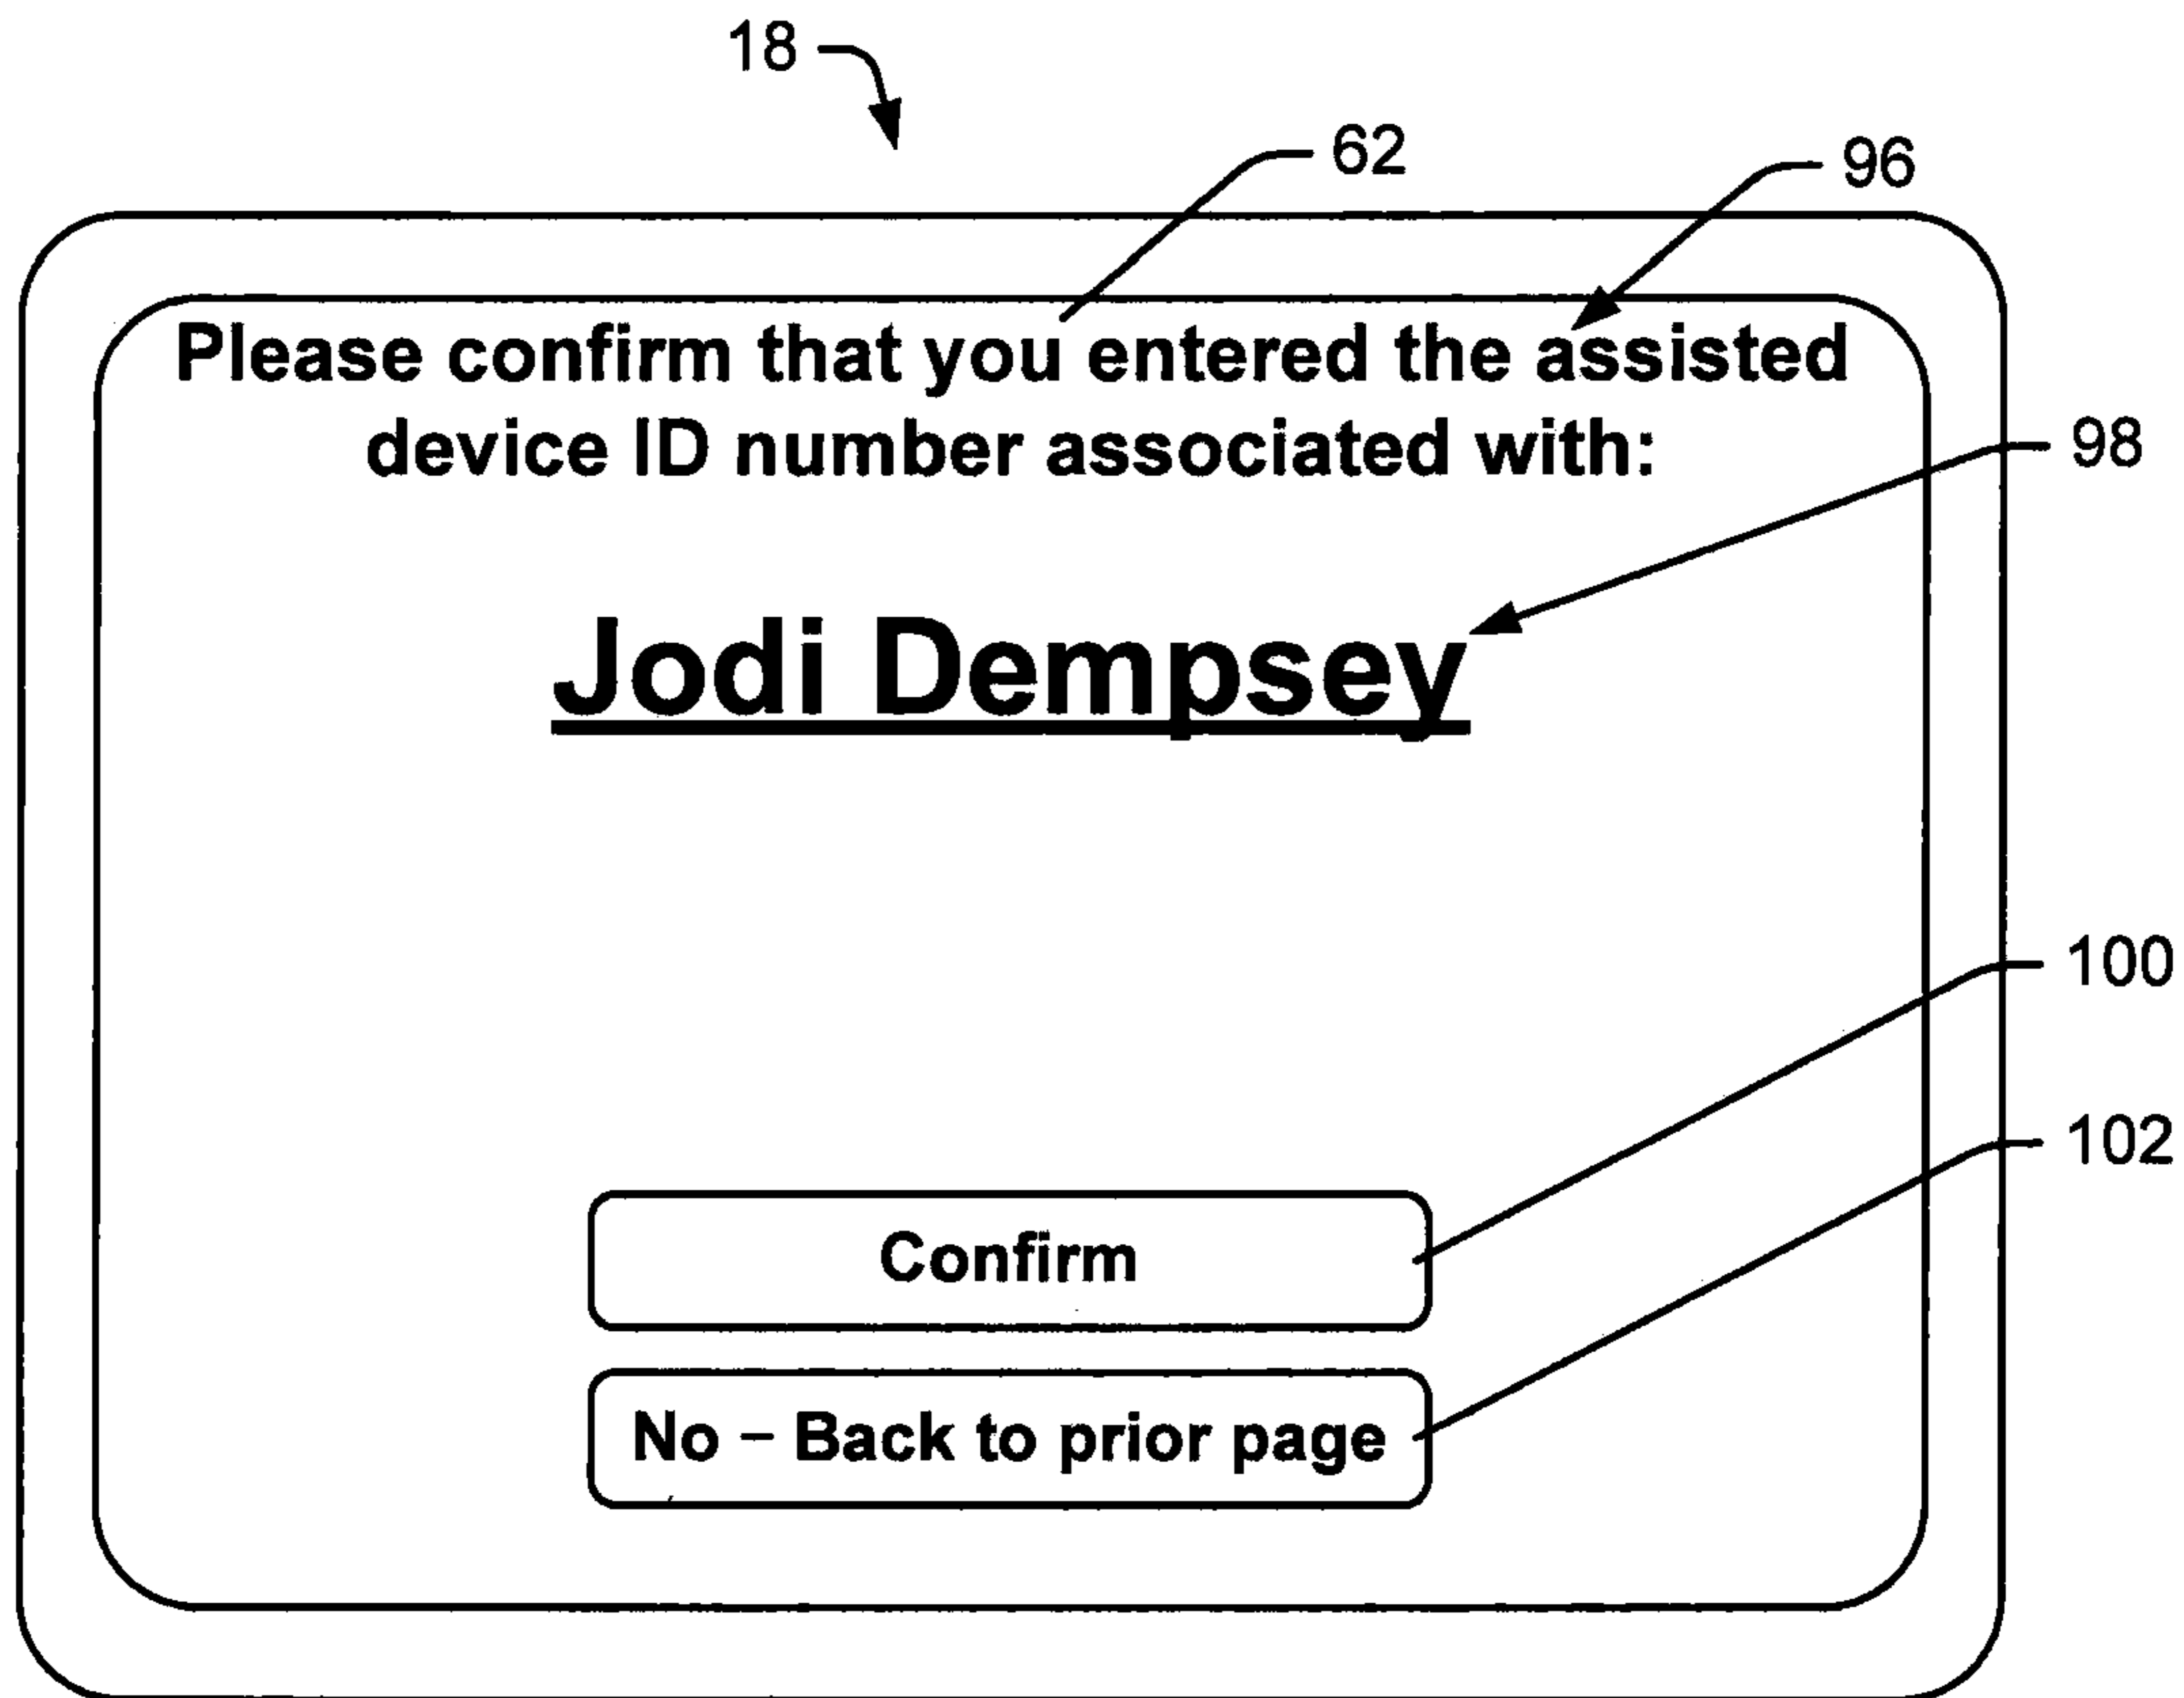 18
62
96
Please confirm that you entered the assisted
device ID number associated with:
98
Jodi Dempsey
100
102
Confirm
No – Back to prior page